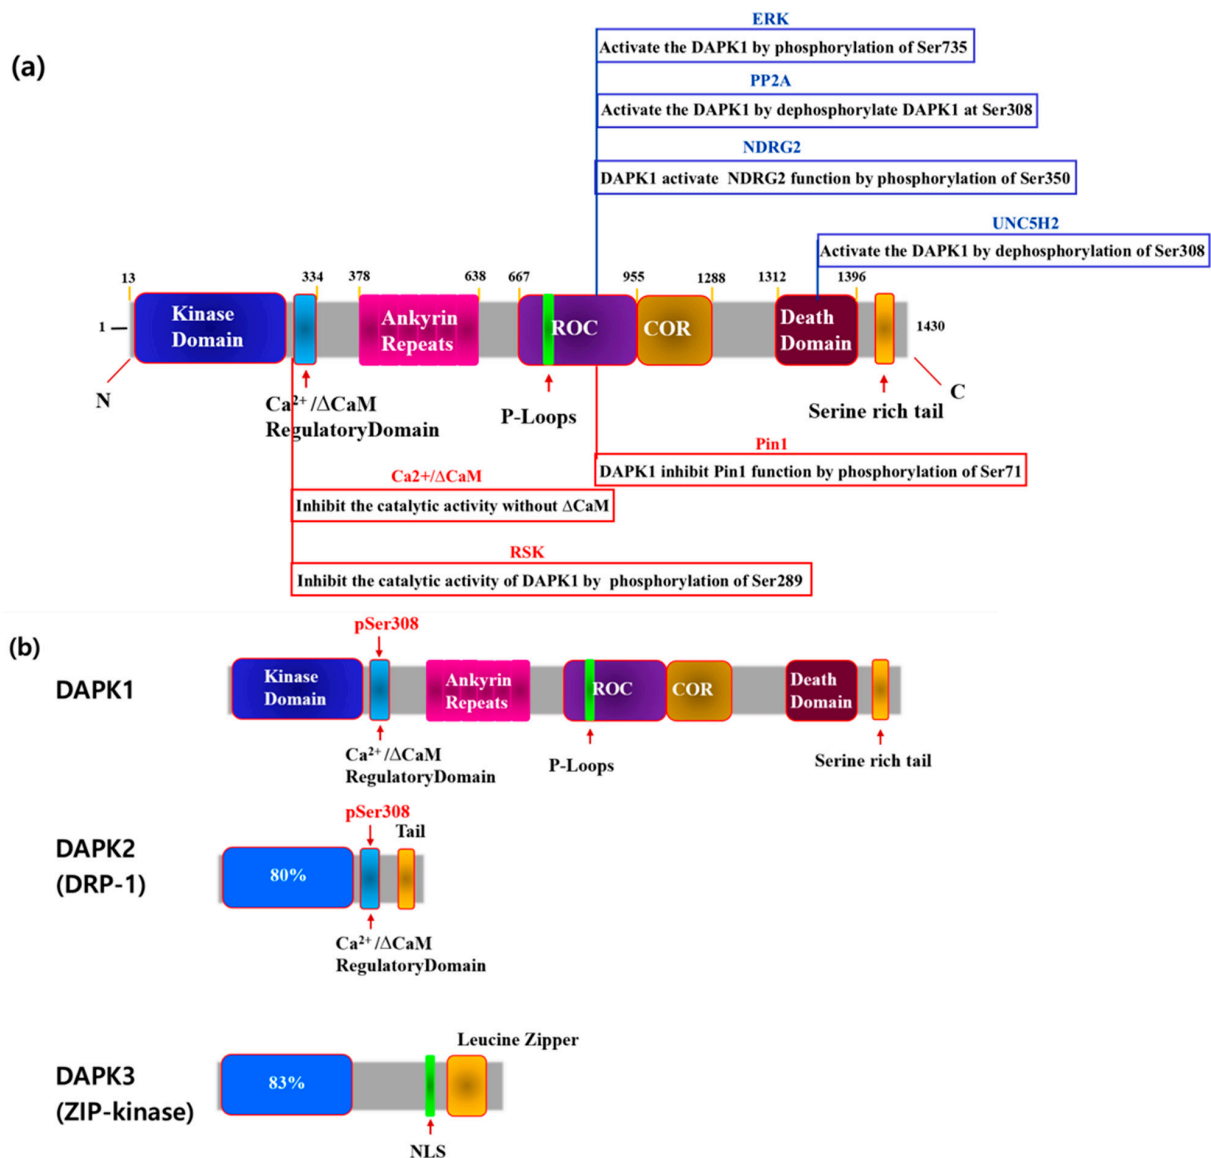 (a)
ERK
Activate the DAPK1 by phosphorylation of Ser735
PP2A
Activate the DAPK1 by dephosphorylate DAPK1 at Ser308
NDRG2
DAPK1 activate NDRG2 function by phosphorylation of Ser350
UNC5H2
Activate the DAPK1 by dephosphorylation of Ser308
13
334
378
638
667
955
1288
1312
1396
1
Kinase
Domain
Ankyrin
Repeats
ROC
COR
Death
Domain
1430
N
C
Ca²⁺/ΔCaM
RegulatoryDomain
P-Loops
Serine rich tail
Pin1
DAPK1 inhibit Pin1 function by phosphorylation of Ser71
Ca2+/ΔCaM
Inhibit the catalytic activity without ΔCaM
RSK
Inhibit the catalytic activity of DAPK1 by phosphorylation of Ser289
(b)
pSer308
DAPK1
Kinase
Domain
Ankyrin
Repeats
ROC
COR
Death
Domain
Ca²⁺/ΔCaM
RegulatoryDomain
P-Loops
Serine rich tail
pSer308
Tail
DAPK2
(DRP-1)
80%
Ca²⁺/ΔCaM
RegulatoryDomain
Leucine Zipper
DAPK3
(ZIP-kinase)
83%
NLS